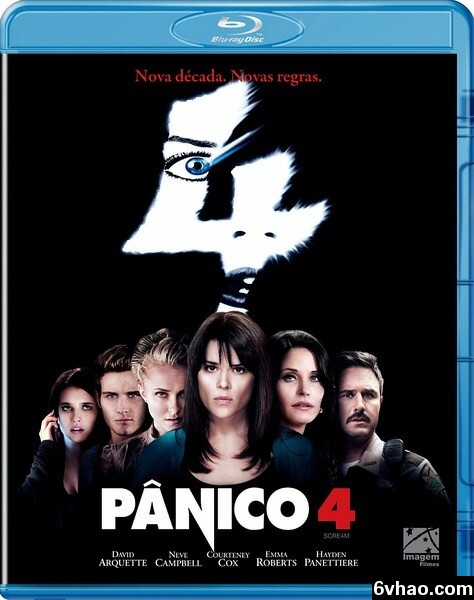 Blu-ray Disc
Nova década. Novas regras.
PÂNICO 4
SCRE4M
DAVID ARQUETTE
NEVE CAMPBELL
COURTENEY COX
EMMA ROBERTS
HAYDEN PANETTIERE
Imagem
Filmes
6vhao.com